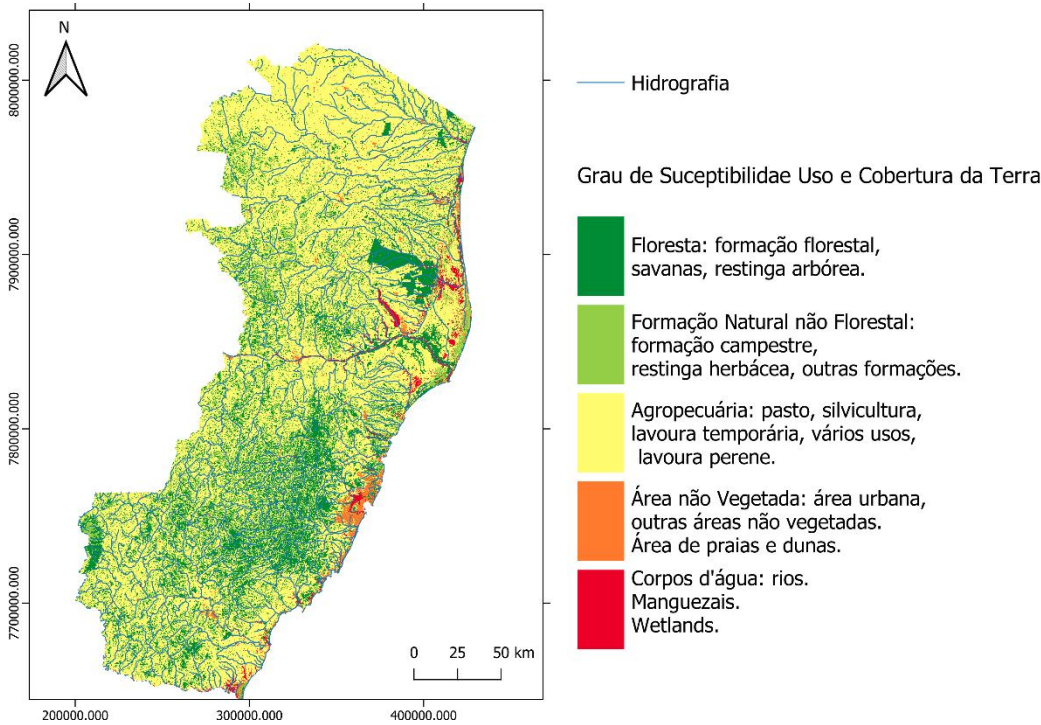 N
8000000.000
7900000.000
7800000.000
7700000.000
200000.000
300000.000
400000.000
0 25 50 km
Hidrografia
Grau de Suceptibilidae Uso e Cobertura da Terra
Floresta: formação florestal,
savanas, restinga arbórea.
Formação Natural não Florestal:
formação campestre,
restinga herbácea, outras formações.
Agropecuária: pasto, silvicultura,
lavoura temporária, vários usos,
lavoura perene.
Área não Vegetada: área urbana,
outras áreas não vegetadas.
Área de praias e dunas.
Corpos d'água: rios.
Manguezais.
Wetlands.